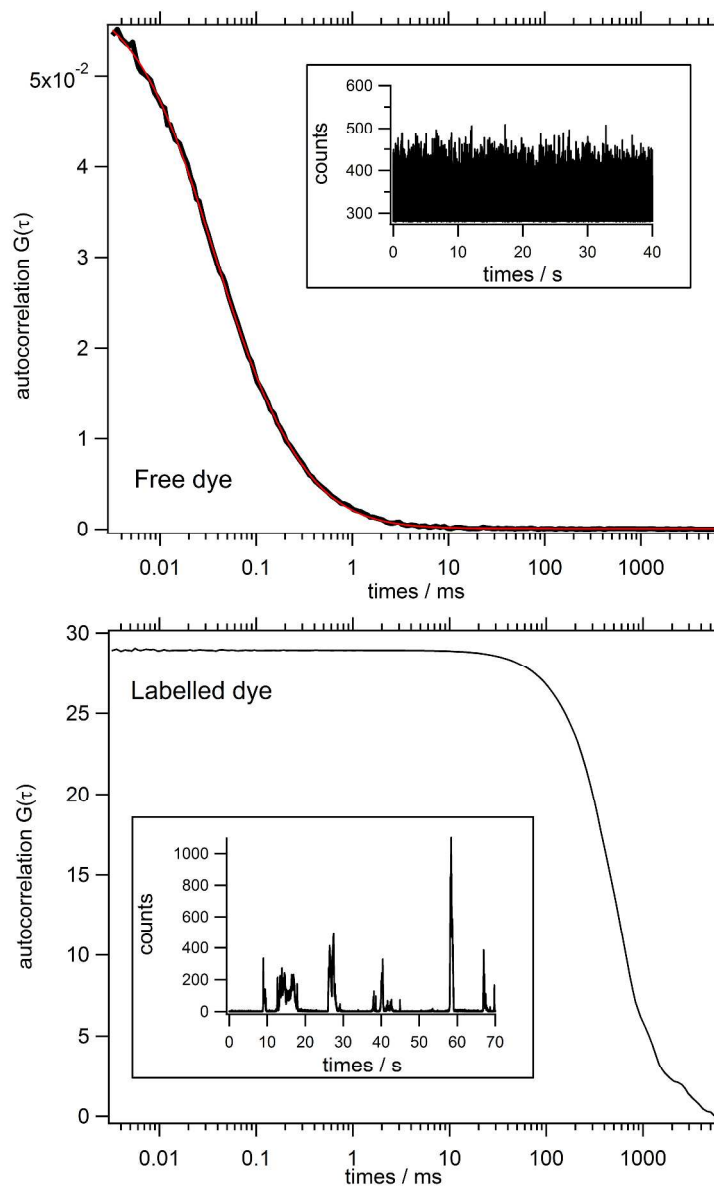 5x10-2
4
3
2
1
0
autocorrelation G(τ)
Free dye
0.01 0.1 1 10 100 1000
times / ms
600
500
400
300
counts
0 10 20 30 40
times / s
30
25
20
15
10
5
0
autocorrelation G(τ)
Labelled dye
1000
800
600
400
200
0
counts
0 10 20 30 40 50 60 70
times / s
0.01 0.1 1 10 100 1000
times / ms